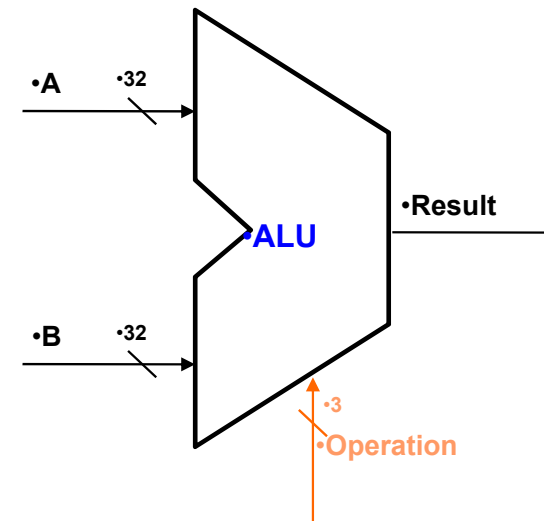 •A
•32
•Result
•ALU
•B
•32
•3
•Operation